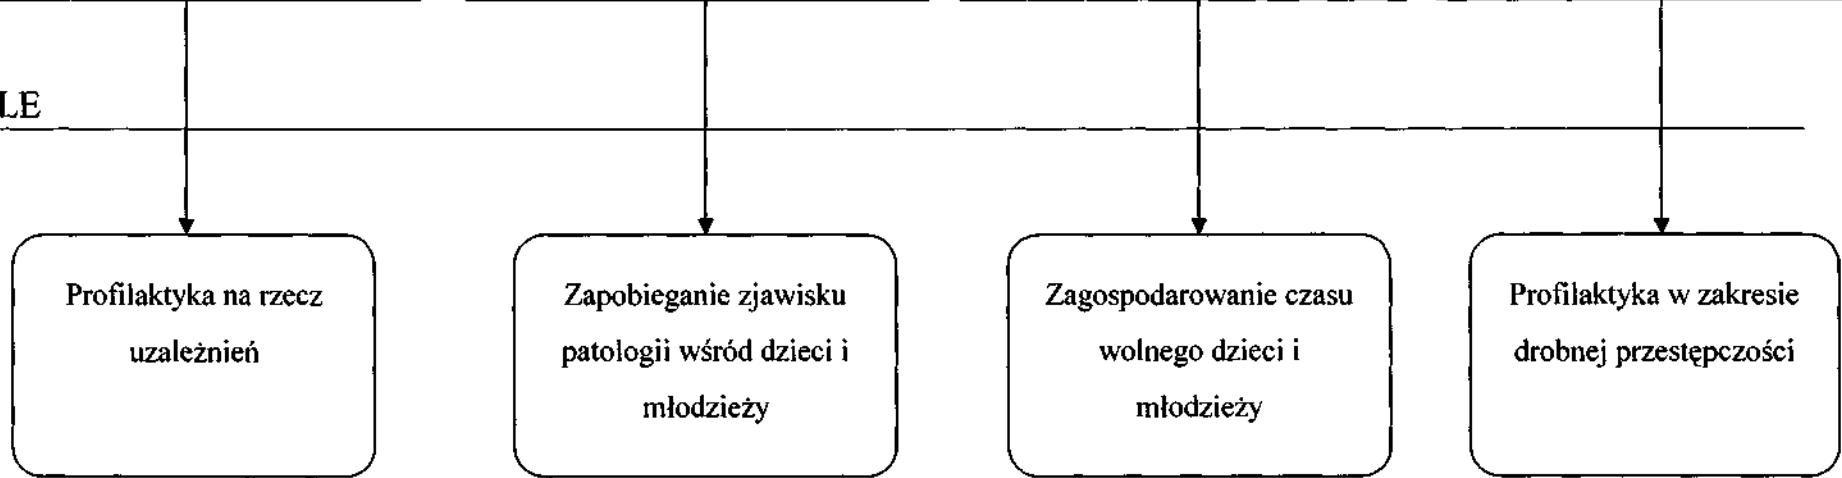 LE
Profilaktyka na rzecz
uzależnień
Zapobieganie zjawisku
patologii wśród dzieci i
młodzieży
Zagospodarowanie czasu
wolnego dzieci i
młodzieży
Profilaktyka w zakresie
drobnej przestępczości